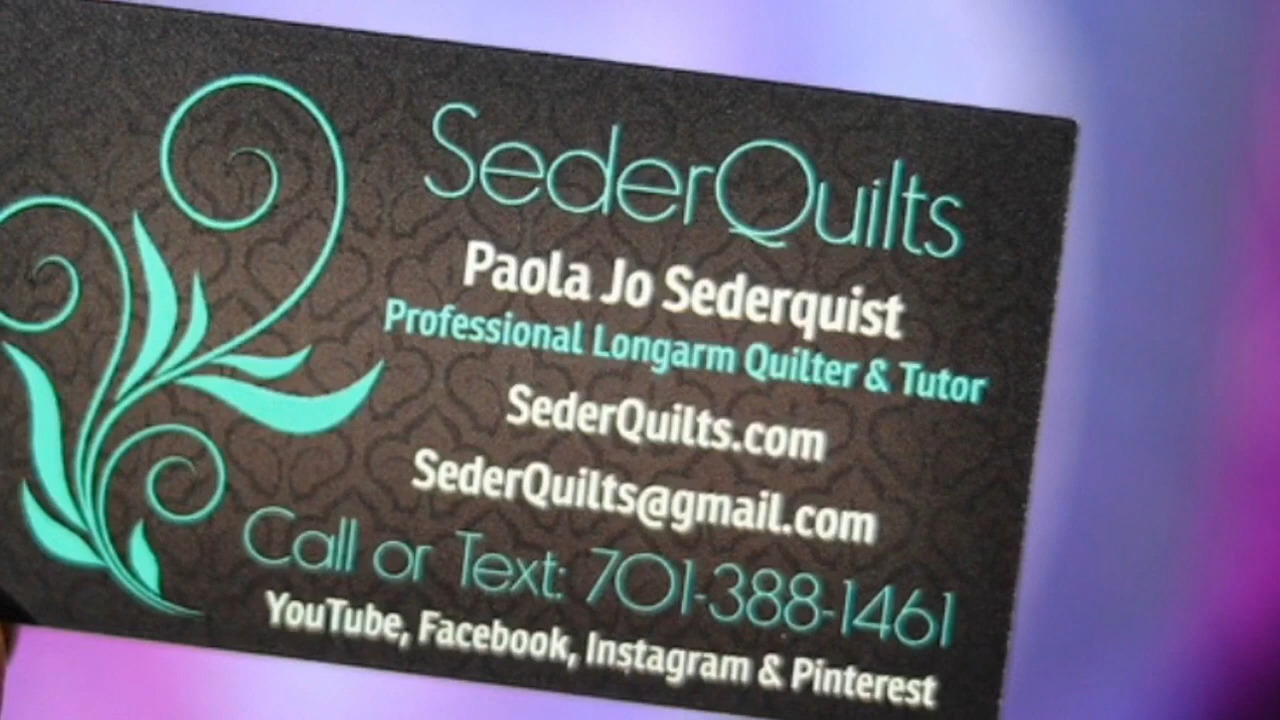 SederQuilts
Paola Jo Sederquist
Professional Longarm Quilter & Tutor
SederQuilts.com
SederQuilts@gmail.com
Call or Text: 701-388-1461
YouTube, Facebook, Instagram & Pinterest